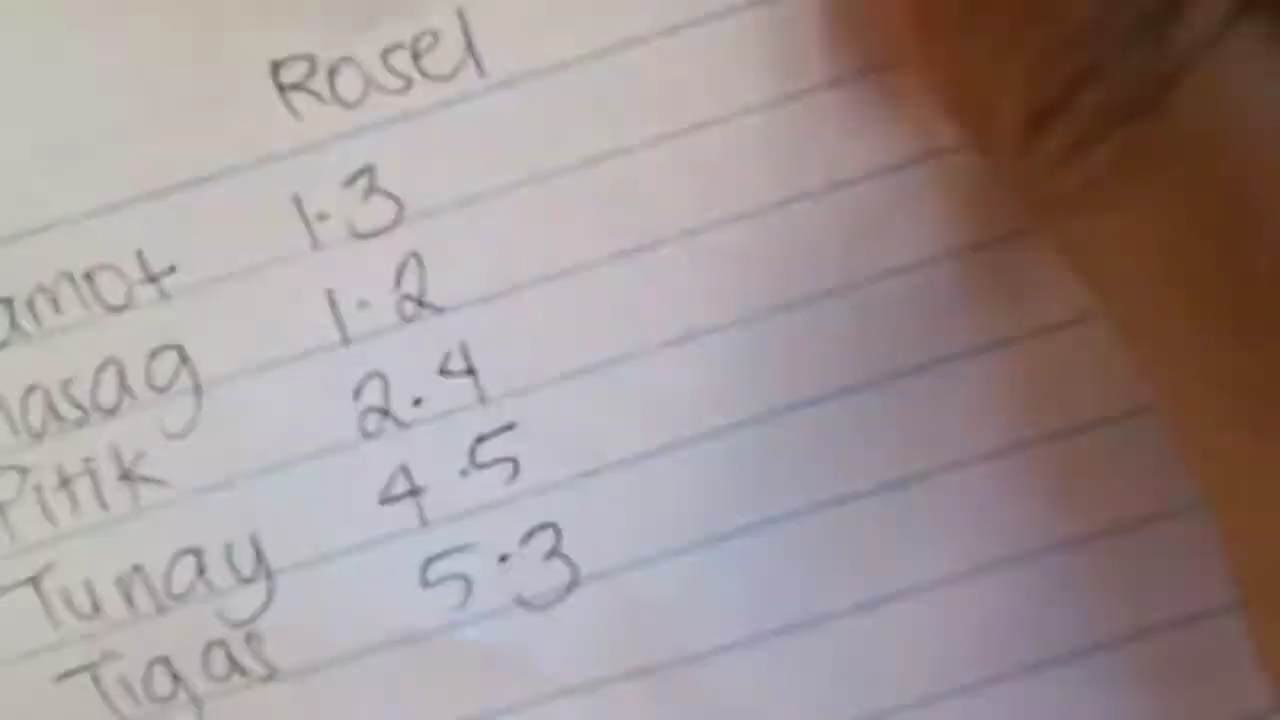 Rosel
amot 1.3
asag 1.2
Pitik 2.4
Tunay 4.5
Tigas 5.3